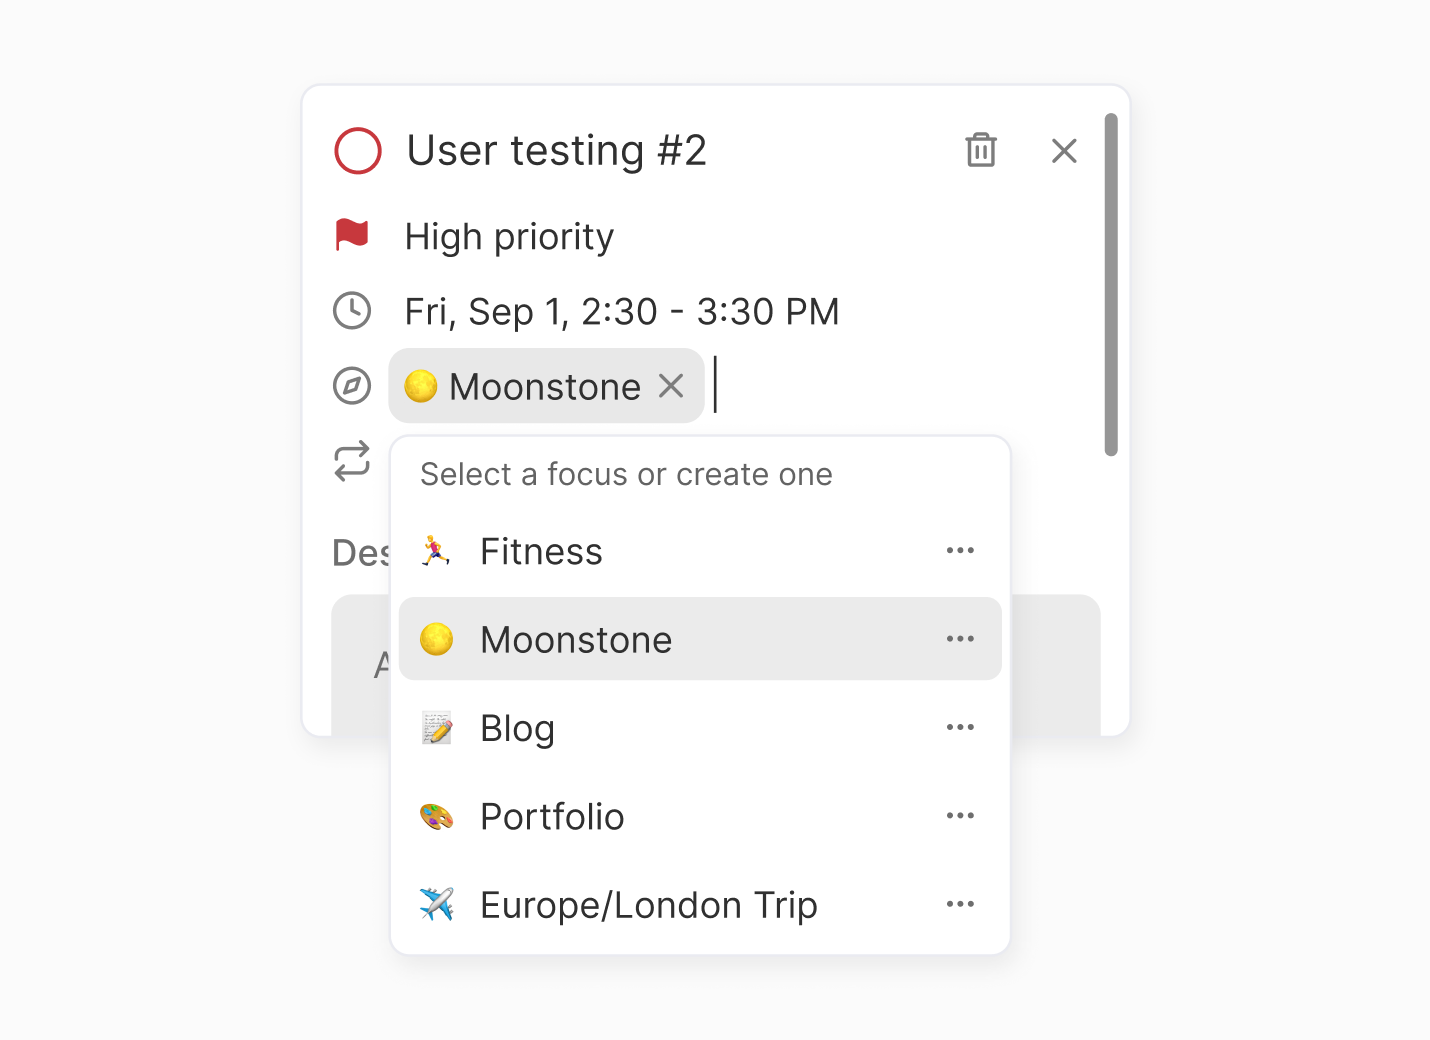 User testing #2
High priority
Fri, Sep 1, 2:30 - 3:30 PM
Moonstone
Select a focus or create one
Fitness
Moonstone
Blog
Portfolio
Europe/London Trip